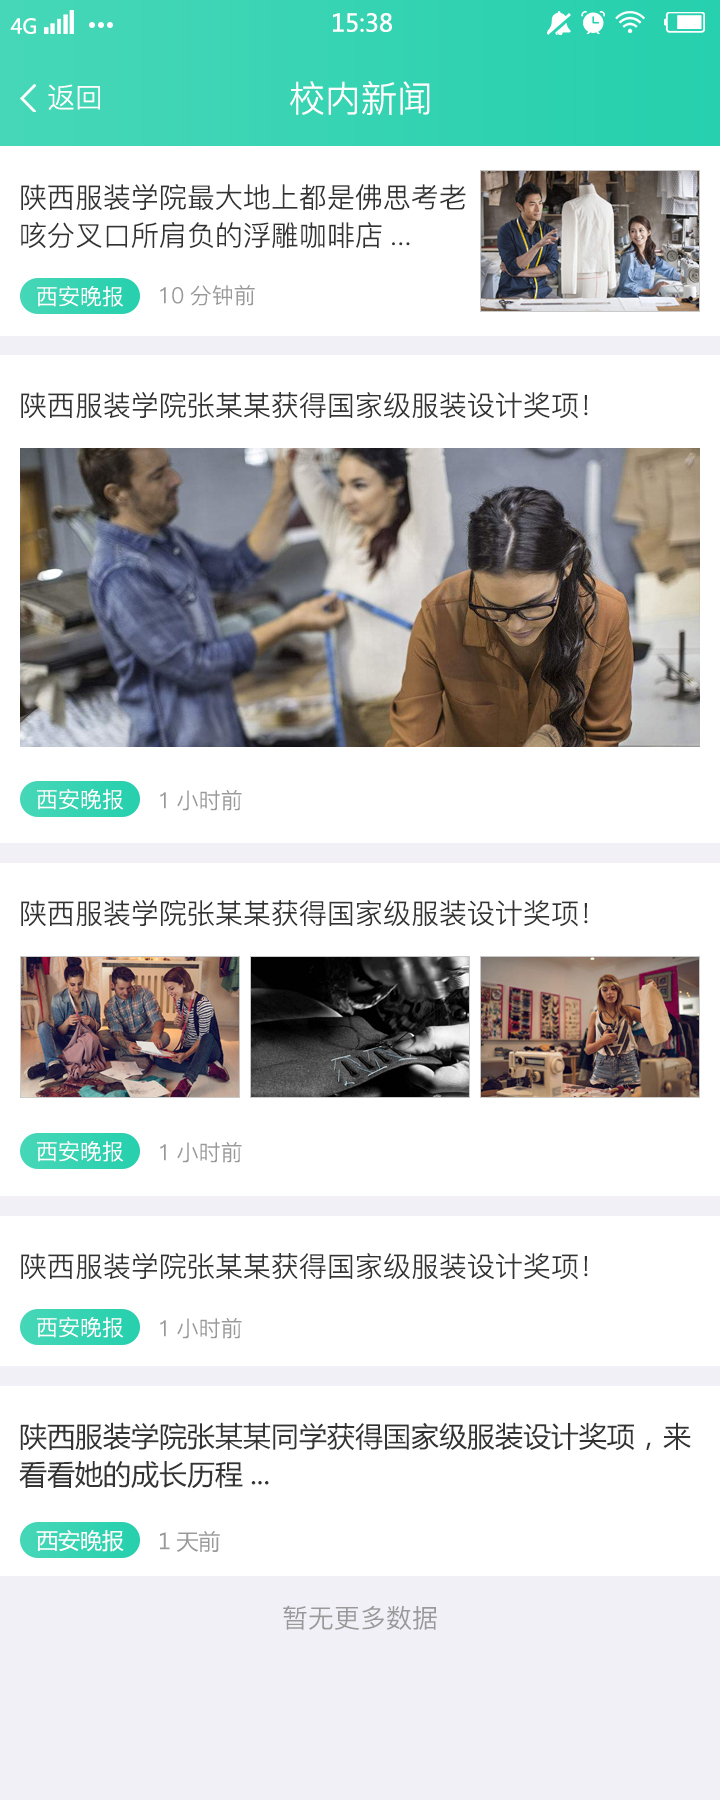 4G 15:38
返回 校内新闻
陕西服装学院最大地上都是佛思考老
咳分叉口所肩负的浮雕咖啡店 ...
西安晚报 10 分钟前
陕西服装学院张某某获得国家级服装设计奖项!
西安晚报 1 小时前
陕西服装学院张某某获得国家级服装设计奖项!
西安晚报 1 小时前
陕西服装学院张某某获得国家级服装设计奖项!
西安晚报 1 小时前
陕西服装学院张某某同学获得国家级服装设计奖项，来
看看她的成长历程 ...
西安晚报 1 天前
暂无更多数据